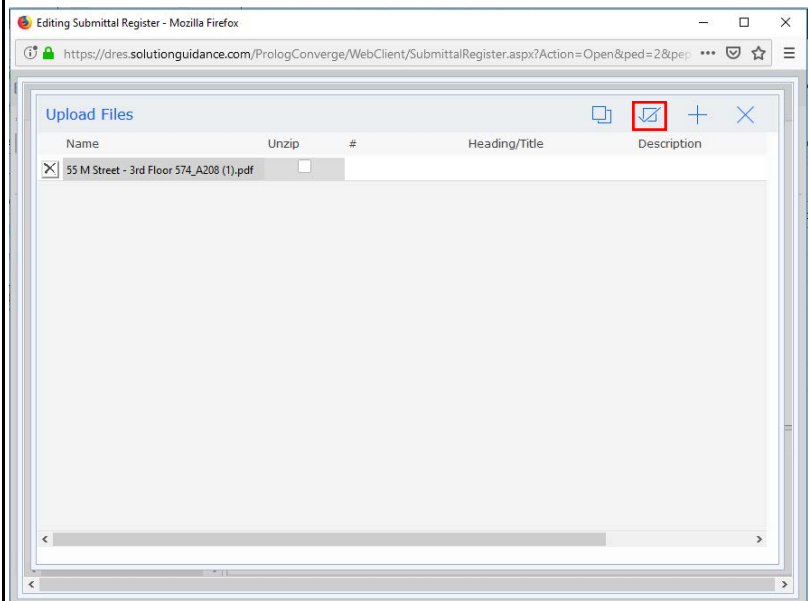 Editing Submittal Register - Mozilla Firefox
https://dres.solutionguidance.com/PrologConverge/WebClient/SubmittalRegister.aspx?Action=Open&ped=2&pep
Upload Files
Name Unzip # Heading/Title Description
55 M Street - 3rd Floor 574_A208 (1).pdf